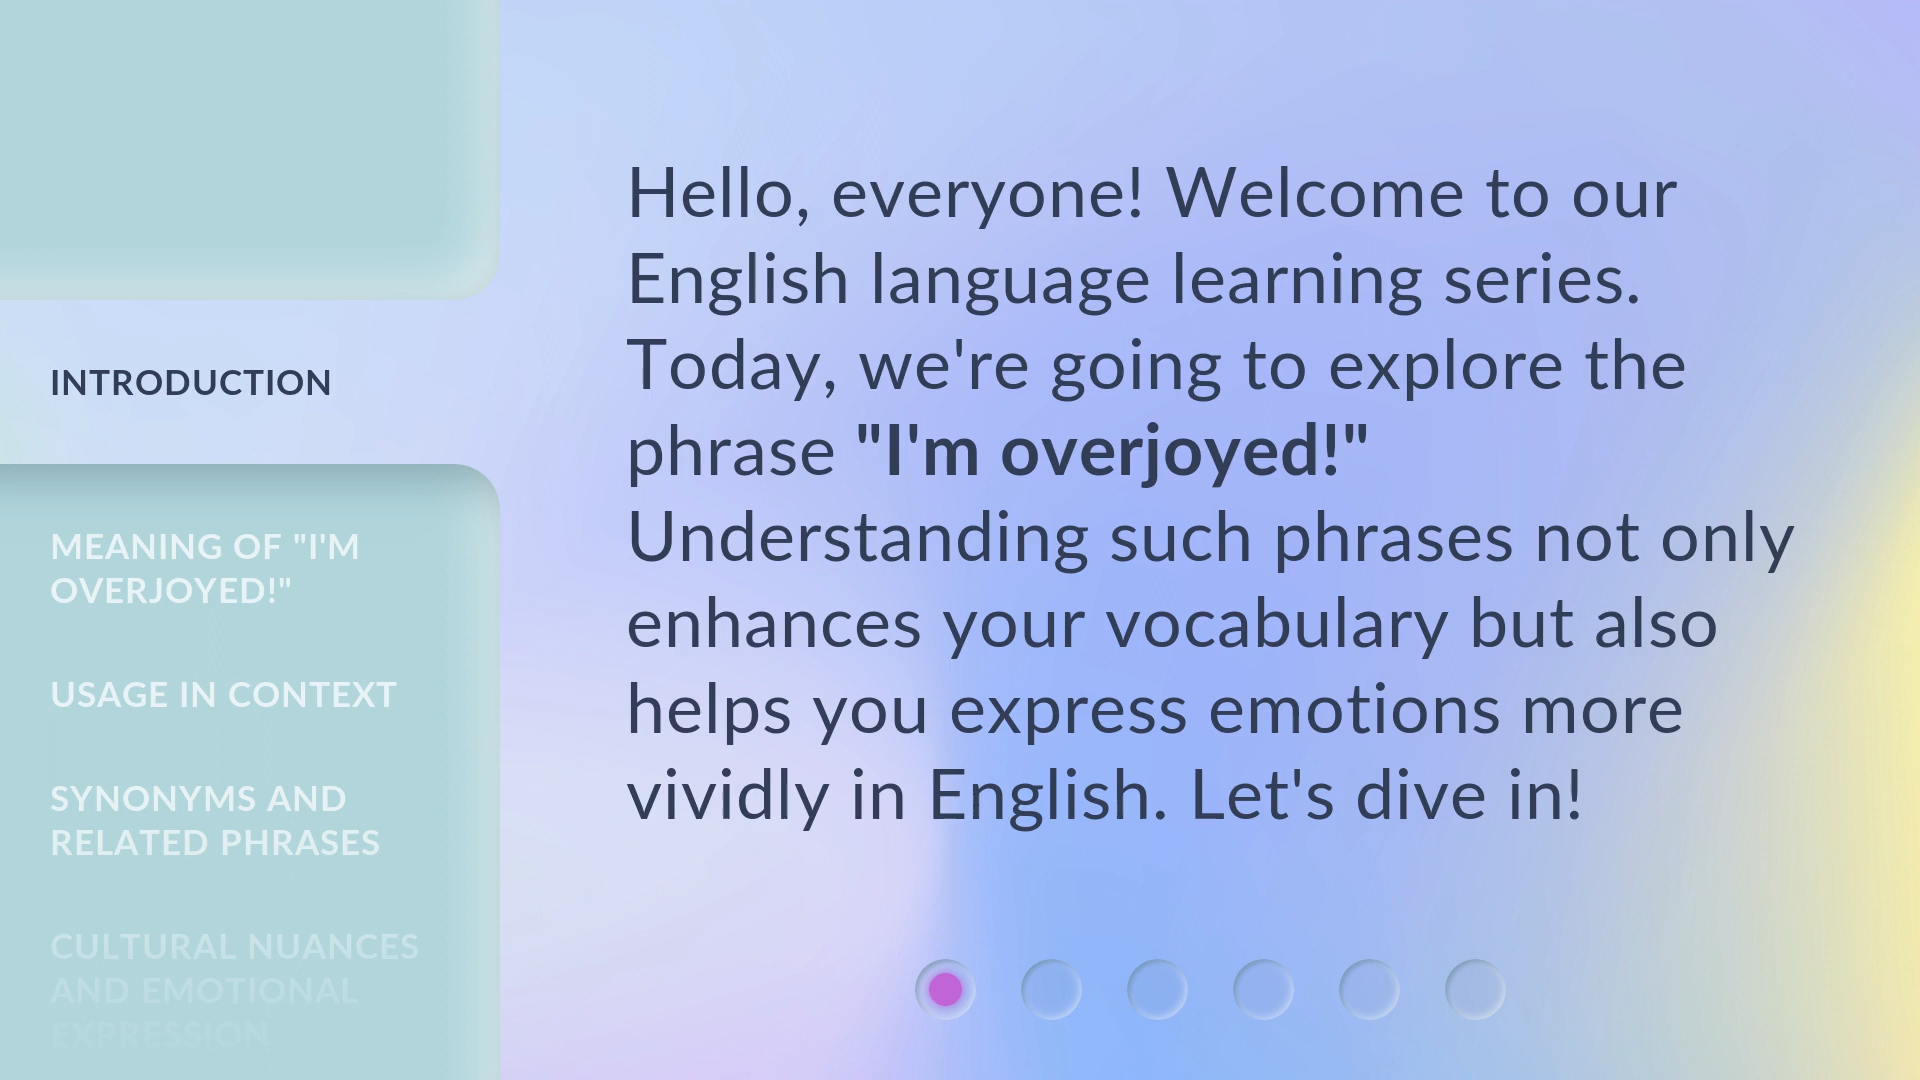 INTRODUCTION
MEANING OF "I'M
OVERJOYED!"
USAGE IN CONTEXT
SYNONYMS AND
RELATED PHRASES
CULTURAL NUANCES
AND EMOTIONAL
EXPRESSION
Hello, everyone! Welcome to our
English language learning series.
Today, we're going to explore the
phrase "I'm overjoyed!"
Understanding such phrases not only
enhances your vocabulary but also
helps you express emotions more
vividly in English. Let's dive in!